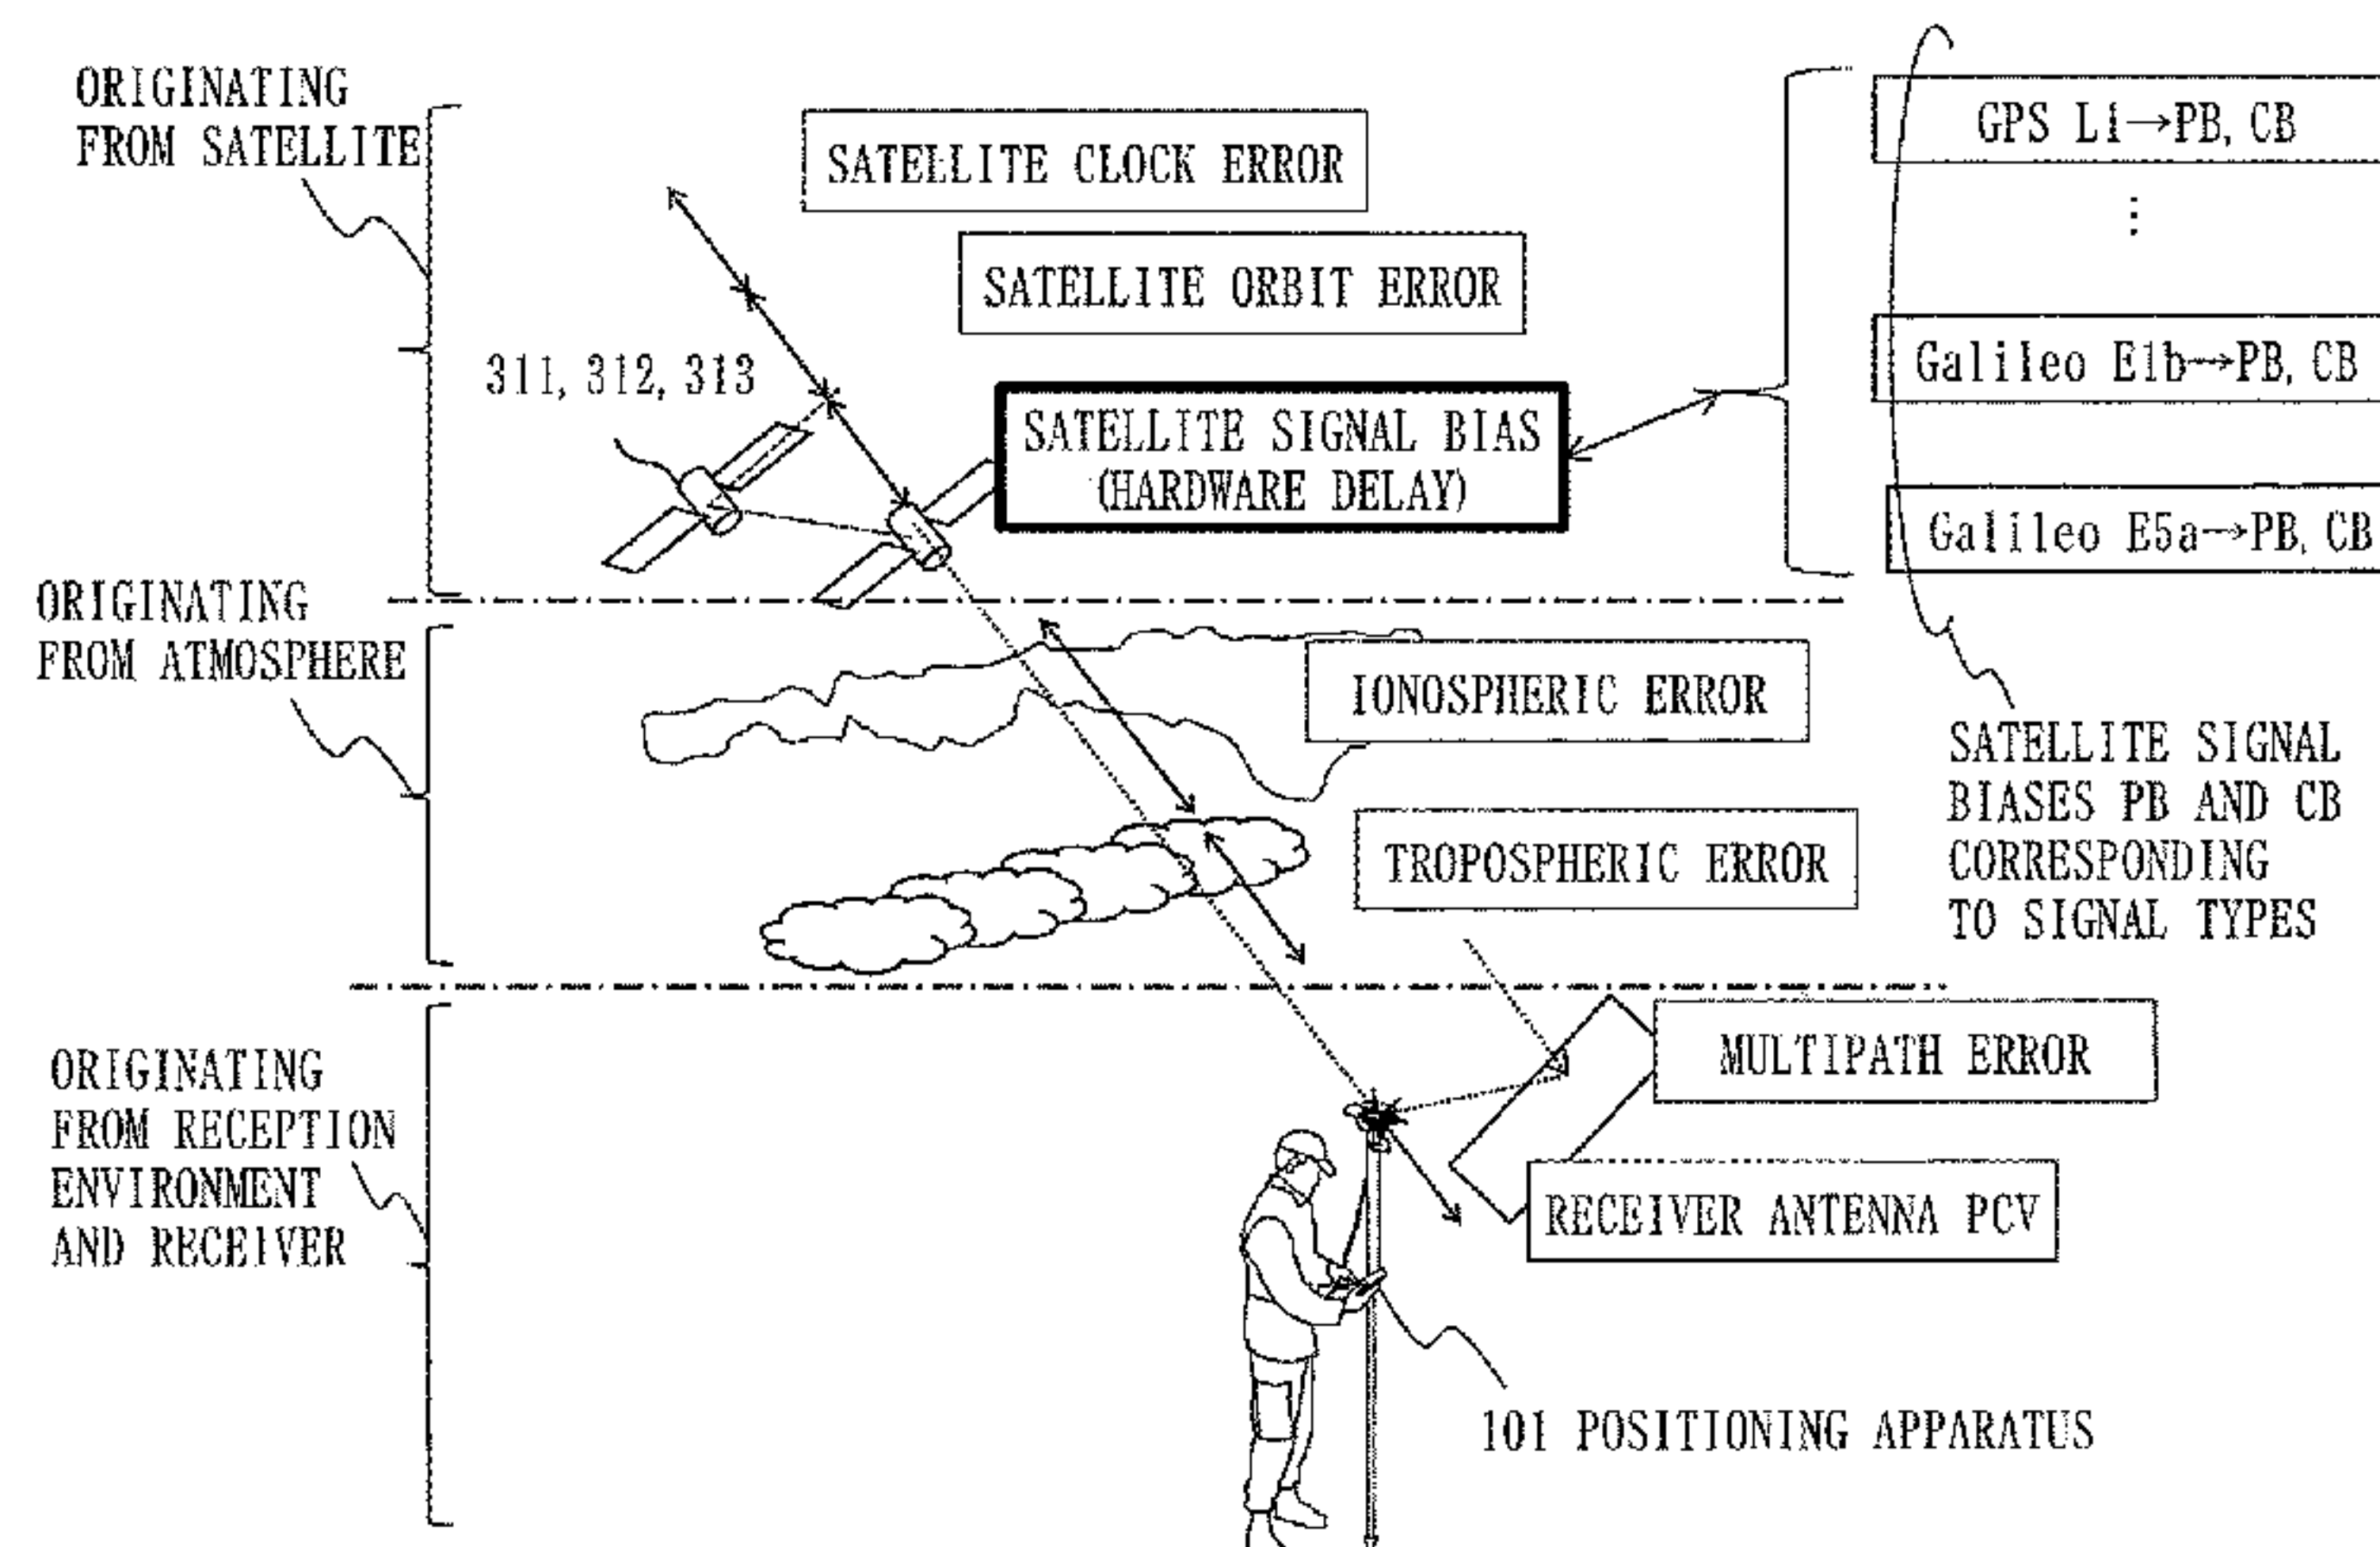 ORIGINATING
FROM SATELLITE
SATELLITE CLOCK ERROR
SATELLITE ORBIT ERROR
311, 312, 313
SATELLITE SIGNAL BIAS
(HARDWARE DELAY)
GPS L1→PB, CB
⋮
Galileo E1b→PB, CB
Galileo E5a→PB, CB
SATELLITE SIGNAL
BIASES PB AND CB
CORRESPONDING
TO SIGNAL TYPES
ORIGINATING
FROM ATMOSPHERE
IONOSPHERIC ERROR
TROPOSPHERIC ERROR
ORIGINATING
FROM RECEPTION
ENVIRONMENT
AND RECEIVER
MULTIPATH ERROR
RECEIVER ANTENNA PCV
101 POSITIONING APPARATUS